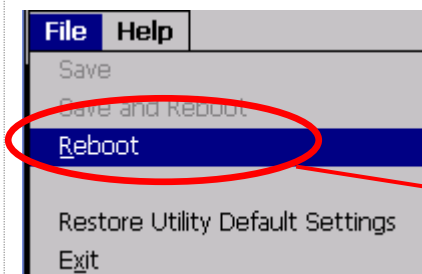 File Help
Save
Save and Reboot
Reboot
Restore Utility Default Settings
Exit